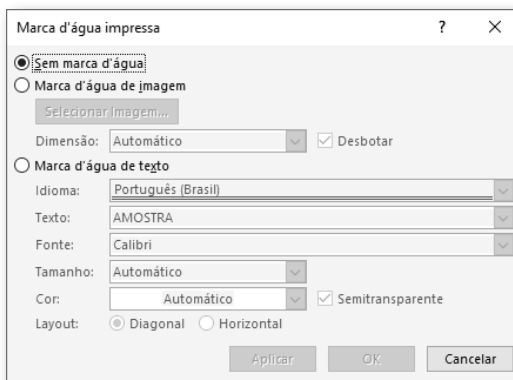 Marca d'água impressa ? ×
Sem marca d'água
Marca d'água de imagem
Selecionar Imagem...
Dimensão: Automático Desbotar
Marca d'água de texto
Idioma: Português (Brasil)
Texto: AMOSTRA
Fonte: Calibri
Tamanho: Automático
Cor: Automático Semitransparente
Layout: Diagonal Horizontal
Aplicar OK Cancelar